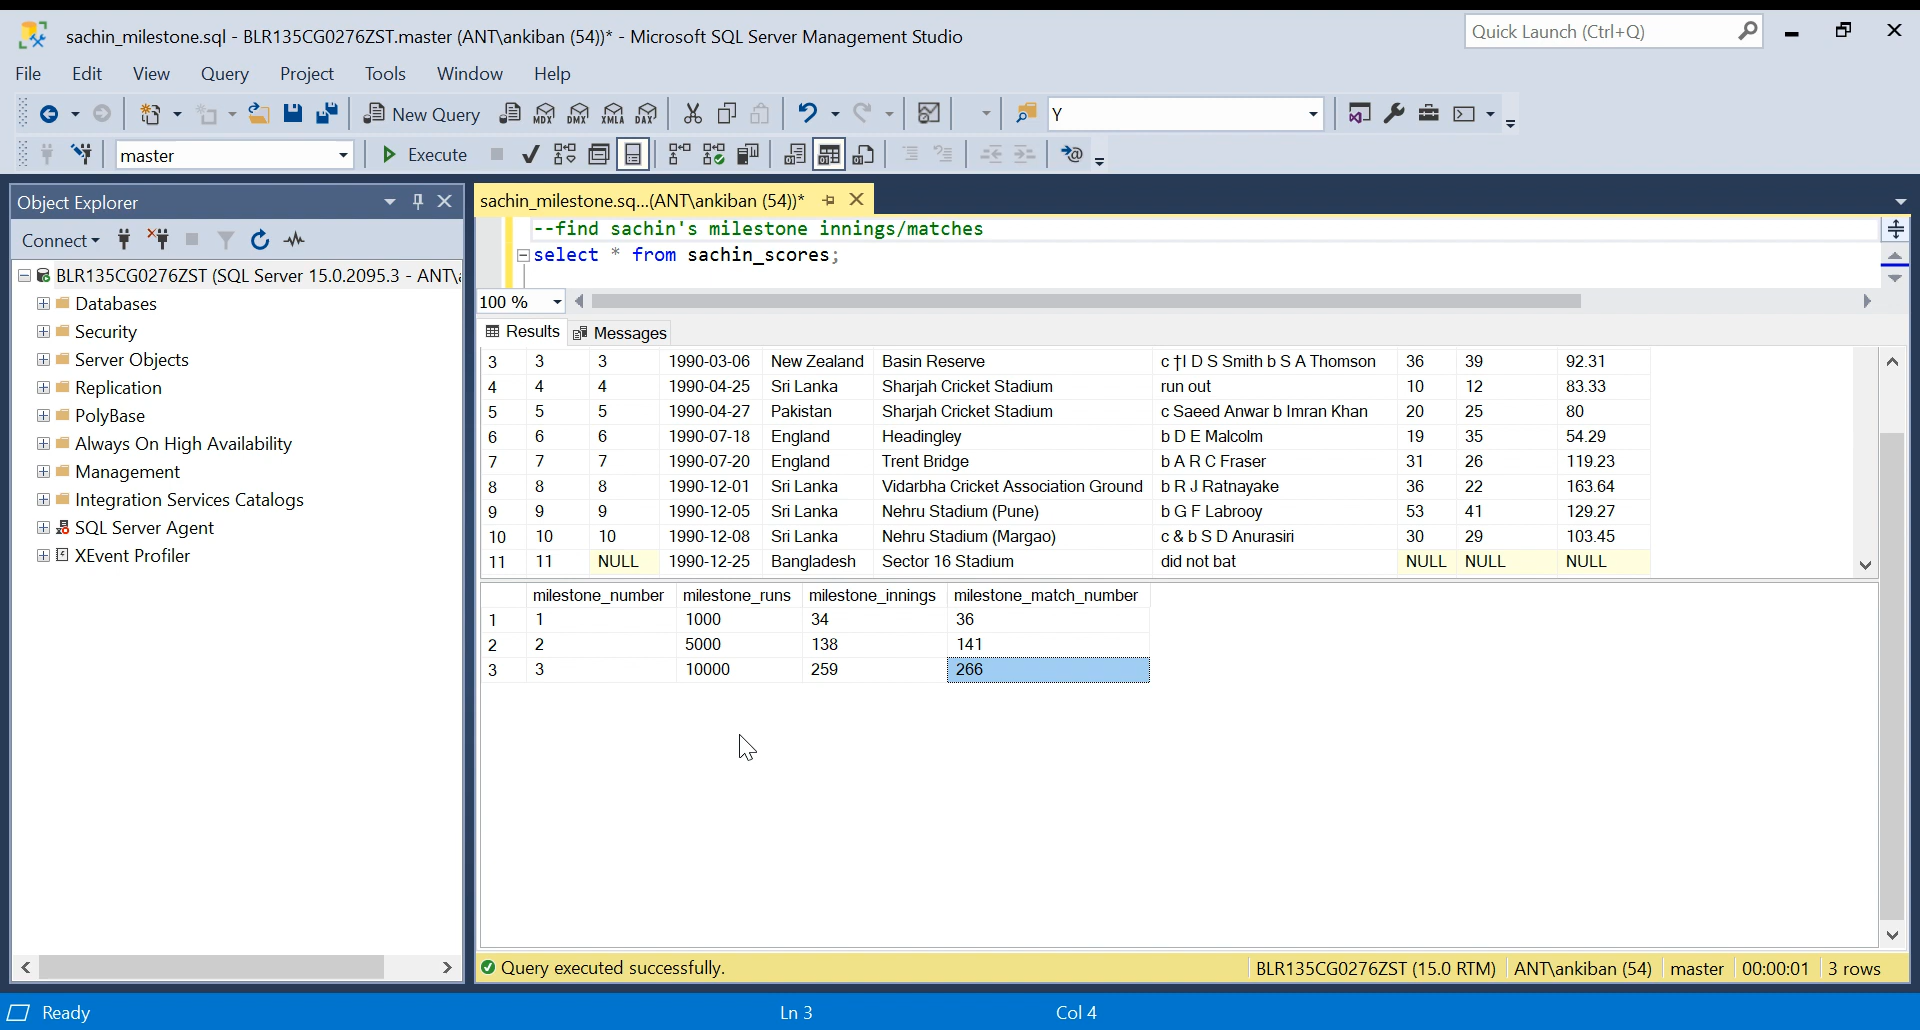 sachin_milestone.sql - BLR135CG0276ZST.master (ANT\ankiban (54))* - Microsoft SQL Server Management Studio
Quick Launch (Ctrl+Q)
File Edit View Query Project Tools Window Help
New Query MDX DMX XMLA DAX Y
master Execute
Object Explorer
Connect
BLR135CG0276ZST (SQL Server 15.0.2095.3 - ANT\
Databases
Security
Server Objects
Replication
PolyBase
Always On High Availability
Management
Integration Services Catalogs
SQL Server Agent
XEvent Profiler
sachin_milestone.sq...(ANT\ankiban (54))*
--find sachin's milestone innings/matches
select * from sachin_scores;
100 %
Results Messages
3 3 3 1990-03-06 New Zealand Basin Reserve c †I D S Smith b S A Thomson 36 39 92.31
4 4 4 1990-04-25 Sri Lanka Sharjah Cricket Stadium run out 10 12 83.33
5 5 5 1990-04-27 Pakistan Sharjah Cricket Stadium c Saeed Anwar b Imran Khan 20 25 80
6 6 6 1990-07-18 England Headingley b D E Malcolm 19 35 54.29
7 7 7 1990-07-20 England Trent Bridge b A R C Fraser 31 26 119.23
8 8 8 1990-12-01 Sri Lanka Vidarbha Cricket Association Ground b R J Ratnayake 36 22 163.64
9 9 9 1990-12-05 Sri Lanka Nehru Stadium (Pune) b G F Labrooy 53 41 129.27
10 10 10 1990-12-08 Sri Lanka Nehru Stadium (Margao) c & b S D Anurasiri 30 29 103.45
11 11 NULL 1990-12-25 Bangladesh Sector 16 Stadium did not bat NULL NULL NULL
milestone_number milestone_runs milestone_innings milestone_match_number
1 1 1000 34 36
2 2 5000 138 141
3 3 10000 259 266
Query executed successfully.
BLR135CG0276ZST (15.0 RTM) ANT\ankiban (54) master 00:00:01 3 rows
Ready Ln 3 Col 4